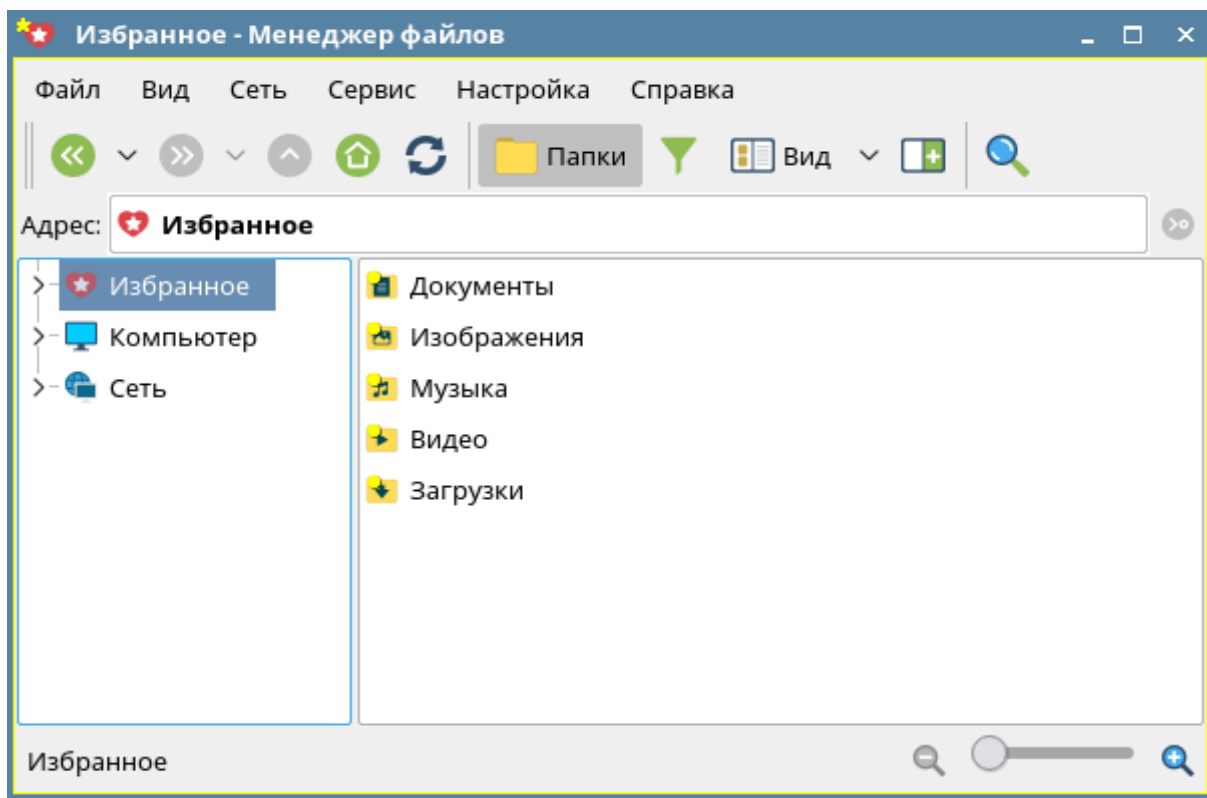 Избранное - Менеджер файлов
Файл Вид Сеть Сервис Настройка Справка
Папки Вид
Адрес: Избранное
Избранное
Компьютер
Сеть
Документы
Изображения
Музыка
Видео
Загрузки
Избранное